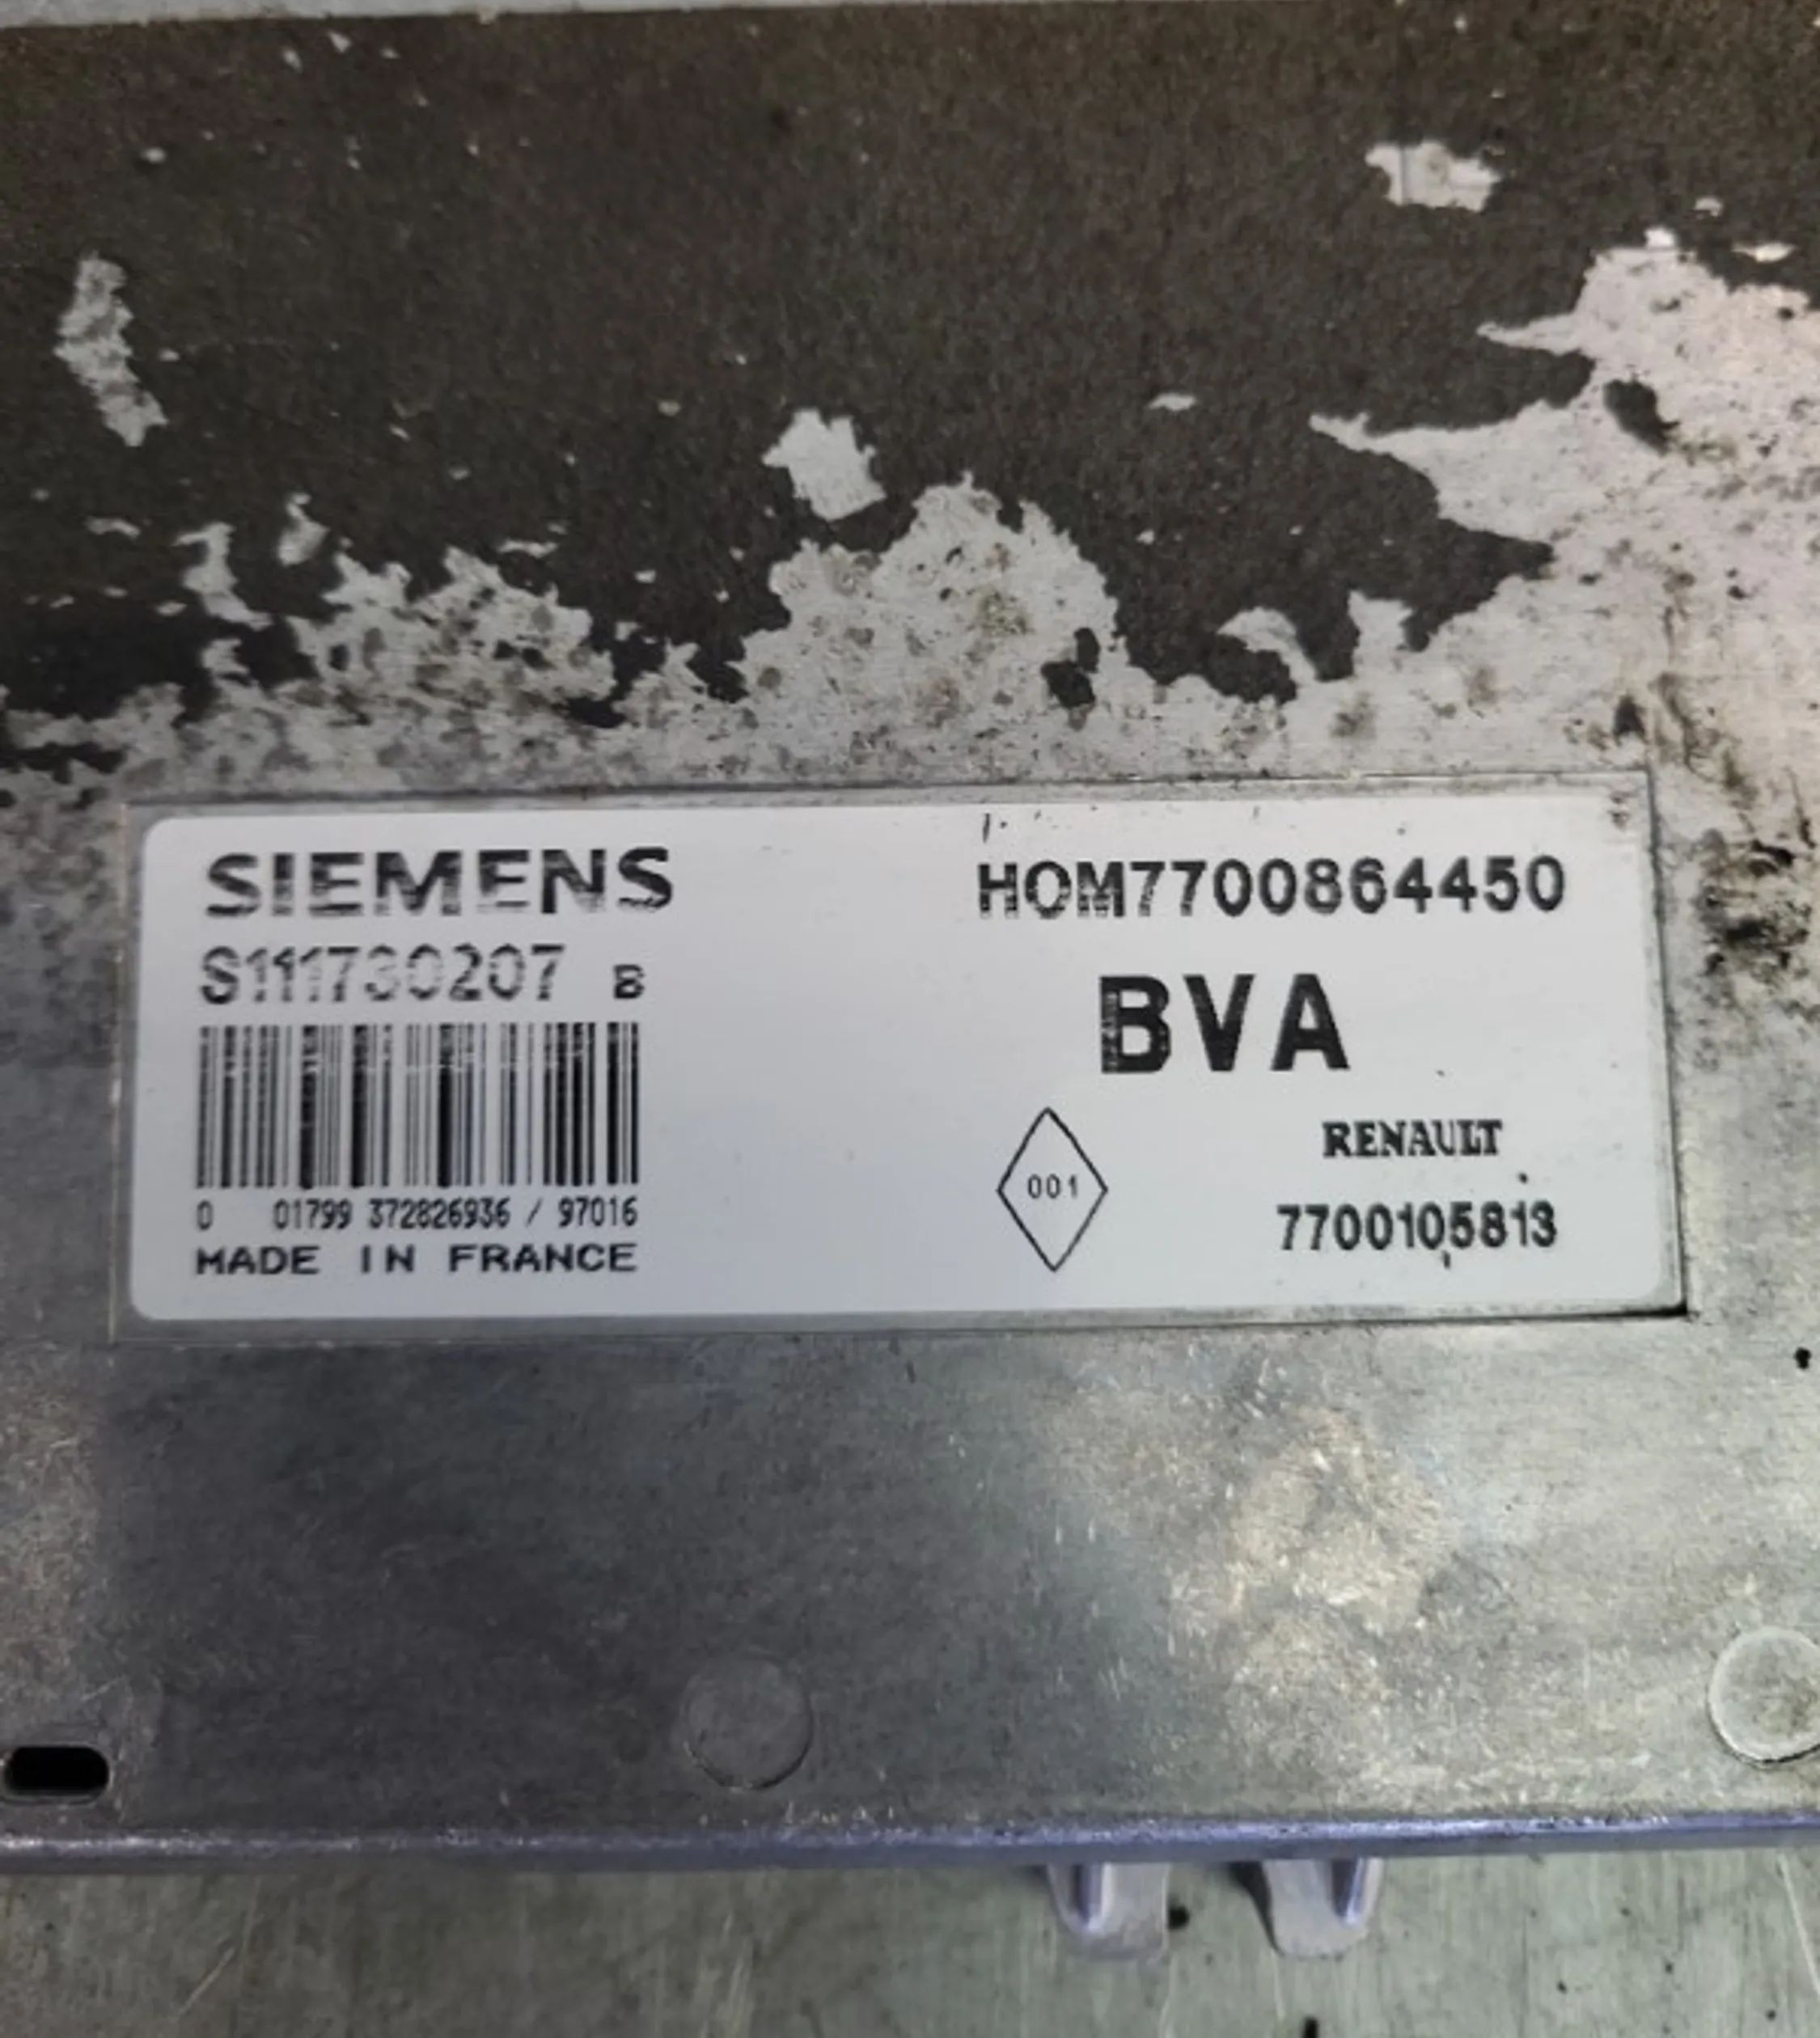 SIEMENS
S111730207 B
0 01799 372826936 / 97016
MADE IN FRANCE
HOM7700864450
BVA
001
RENAULT
7700105813